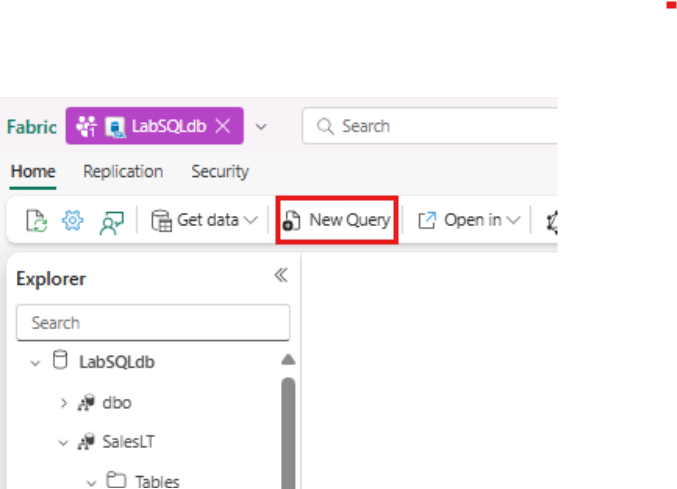 Fabric LabSQLdb Search
Home Replication Security
Get data New Query Open in
Explorer
Search
LabSQLdb
dbo
SalesLT
Tables